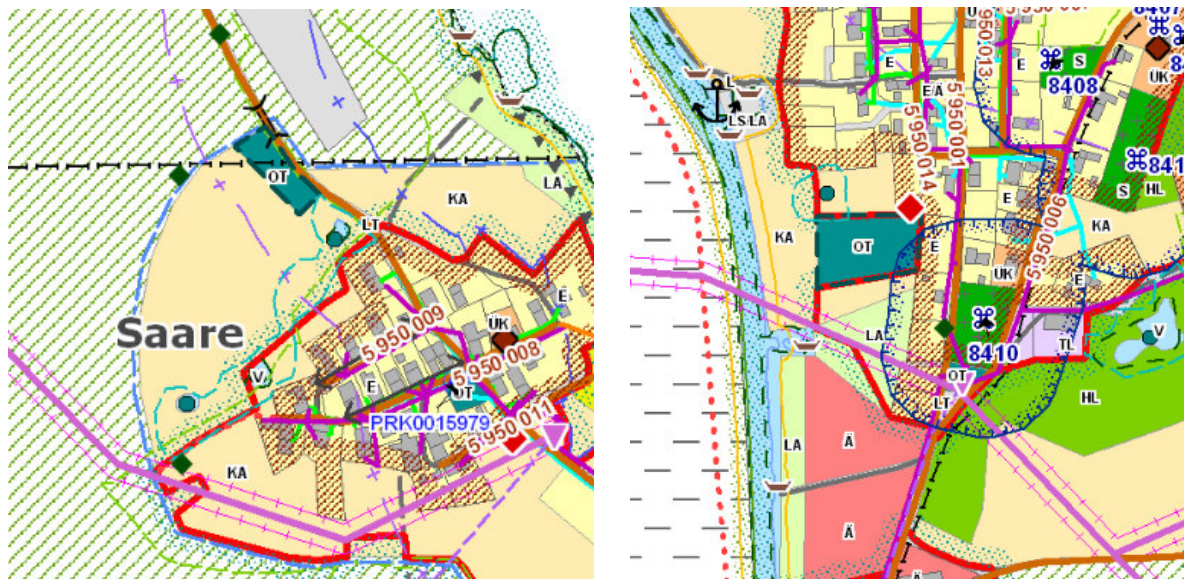 OT
KA
LA
LT
Saare
5 950 009
ÜK
E
V
E
5 950 008
OT
PRK0015979
5 950 011
KA
8408
S
ÜK
L
E
E
LS
LA
E/Ä
5 950 013
5 950 001
5 950 014
S
HL
E
KA
KA
OT
E
5 950 006
ÜK
E
8410
TL
V
LA
OT
LT
HL
LA
Ä
Ä
Ä